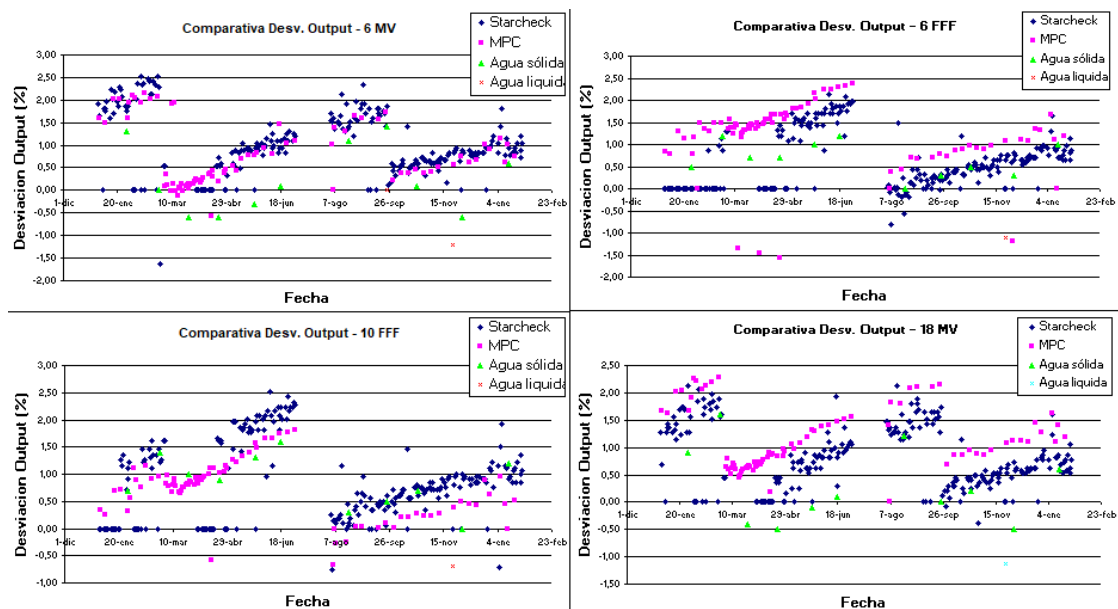 Comparativa Desv. Output - 6 MV
Starcheck
MPC
Agua sólida
Agua liquida
Desviacion Output (%)
3,00
2,50
2,00
1,50
1,00
0,50
0,00
-0,50
-1,00
-1,50
-2,00
1-dic
20-ene
10-mar
23-abr
18-jun
7-ago
26-sep
15-nov
4-ene
23-feb
Fecha
Comparativa Desv. Output - 6 FFF
Starcheck
MPC
Agua sólida
Agua liquida
Desviación Output (%)
3,00
2,50
2,00
1,50
1,00
0,50
0,00
-0,50
-1,00
-1,50
-2,00
1-dic
20-ene
10-mar
23-abr
18-jun
7-ago
26-sep
15-nov
4-ene
23-feb
Fecha
Comparativa Desv. Output - 10 FFF
Starcheck
MPC
Agua sólida
Agua liquida
Desviación Output (%)
3,00
2,50
2,00
1,50
1,00
0,50
0,00
-0,50
-1,00
1-dic
20-ene
10-mar
23-abr
18-jun
7-ago
26-sep
15-nov
4-ene
23-feb
Fecha
Comparativa Desv. Output - 18 MV
Starcheck
MPC
Agua sólida
Agua liquida
Desviación Output (%)
2,50
2,00
1,50
1,00
0,50
0,00
-0,50
-1,00
-1,50
1-dic
20-ene
10-mar
23-abr
18-jun
7-ago
26-sep
15-nov
4-ene
23-feb
Fecha